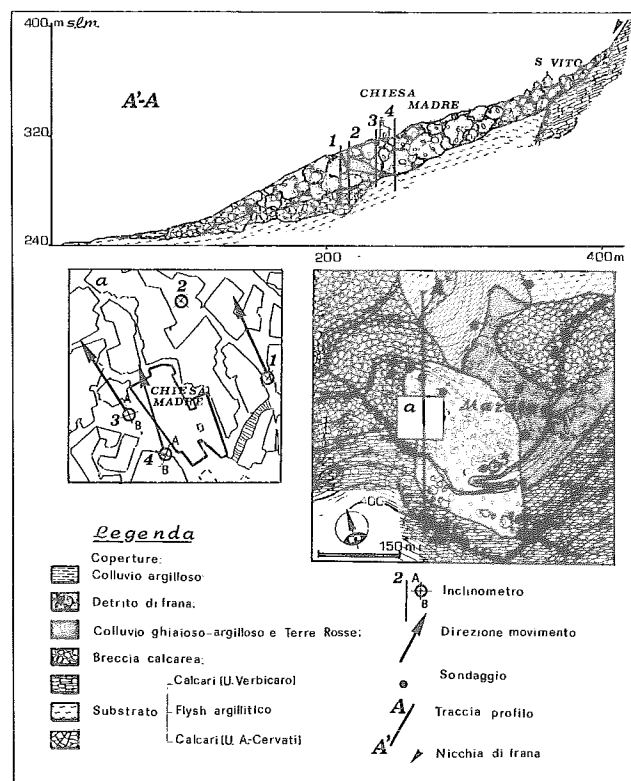 400 m s.l.m.
S VITO
A'-A
CHIESA
MADRE
1 2 3 4
320
240
200
400m
a
2
1
CHIESA
MADRE
3
A
B
4
A
B
a
400
150 m
Legenda
Coperture:
Colluvio argilloso
Detrito di frana;
Colluvio ghiaioso-argilloso e Terre Rosse;
Breccia calcarea;
Calcari (U. Verbicaro)
Substrato
Flysh argillitico
Calcari (U. A.-Cervati)
2 A B Inclinometro
Direzione movimento
Sondaggio
A
A' Traccia profilo
Nicchia di frana